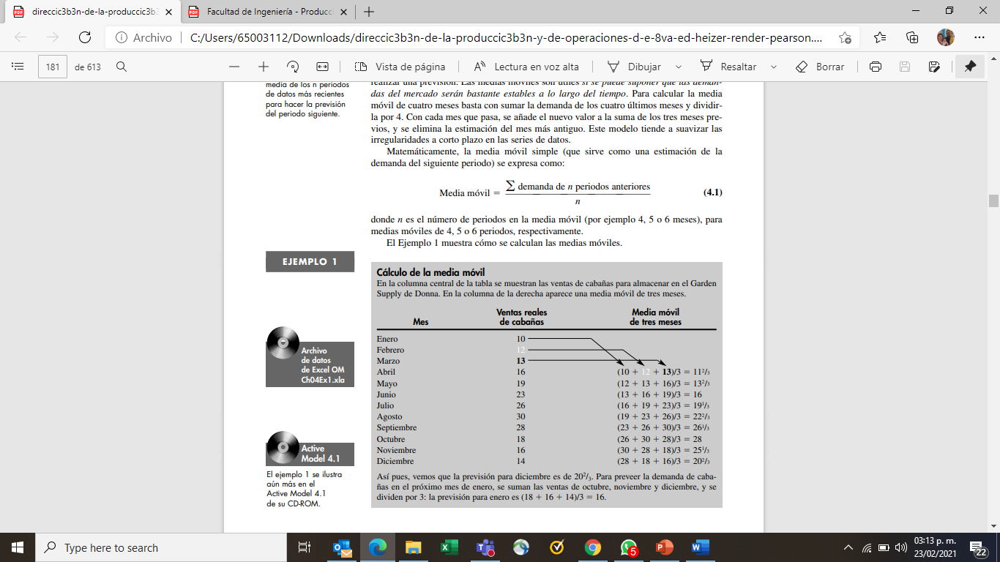 direccic3b3n-de-la-produccic3b3
Facultad de Ingeniería - Producc
Archivo
C:/Users/65003112/Downloads/direccic3b3n-de-la-produccic3b3n-y-de-operaciones-d-e-8va-ed-heizer-render-pearson....
181 de 613
Vista de página
Lectura en voz alta
Dibujar
Resaltar
Borrar
media de los n periodos
de datos más recientes
para hacer la previsión
del periodo siguiente.
realizar una previsión. Las medias móviles son útiles si se puede suponer que las deman-
das del mercado serán bastante estables a lo largo del tiempo. Para calcular la media
móvil de cuatro meses basta con sumar la demanda de los cuatro últimos meses y dividir-
la por 4. Con cada mes que pasa, se añade el nuevo valor a la suma de los tres meses pre-
vios, y se elimina la estimación del mes más antiguo. Este modelo tiende a suavizar las
irregularidades a corto plazo en las series de datos.
Matemáticamente, la media móvil simple (que sirve como una estimación de la
demanda del siguiente periodo) se expresa como:
Media móvil = ∑ demanda de n periodos anteriores / n (4.1)
donde n es el número de periodos en la media móvil (por ejemplo 4, 5 o 6 meses), para
medias móviles de 4, 5 o 6 periodos, respectivamente.
El Ejemplo 1 muestra cómo se calculan las medias móviles.
EJEMPLO 1
Cálculo de la media móvil
En la columna central de la tabla se muestran las ventas de cabañas para almacenar en el Garden
Supply de Donna. En la columna de la derecha aparece una media móvil de tres meses.
Mes Ventas reales de cabañas Media móvil de tres meses
Enero 10
Febrero 12
Marzo 13
Abril 16 (10 + 12 + 13)/3 = 11 2/3
Mayo 19 (12 + 13 + 16)/3 = 13 2/3
Junio 23 (13 + 16 + 19)/3 = 16
Julio 26 (16 + 19 + 23)/3 = 19 1/3
Agosto 30 (19 + 23 + 26)/3 = 22 2/3
Septiembre 28 (23 + 26 + 30)/3 = 26 1/3
Octubre 18 (26 + 30 + 28)/3 = 28
Noviembre 16 (30 + 28 + 18)/3 = 25 1/3
Diciembre 14 (28 + 18 + 16)/3 = 20 2/3
Así pues, vemos que la previsión para diciembre es de 20 2/3. Para preveer la demanda de caba-
ñas en el próximo mes de enero, se suman las ventas de octubre, noviembre y diciembre, y se
dividen por 3: la previsión para enero es (18 + 16 + 14)/3 = 16.
Archivo
de datos
de Excel OM
Ch04Ex1.xla
Active
Model 4.1
El ejemplo 1 se ilustra
aún más en el
Active Model 4.1
de su CD-ROM.
Type here to search
5
03:13 p. m.
23/02/2021
22